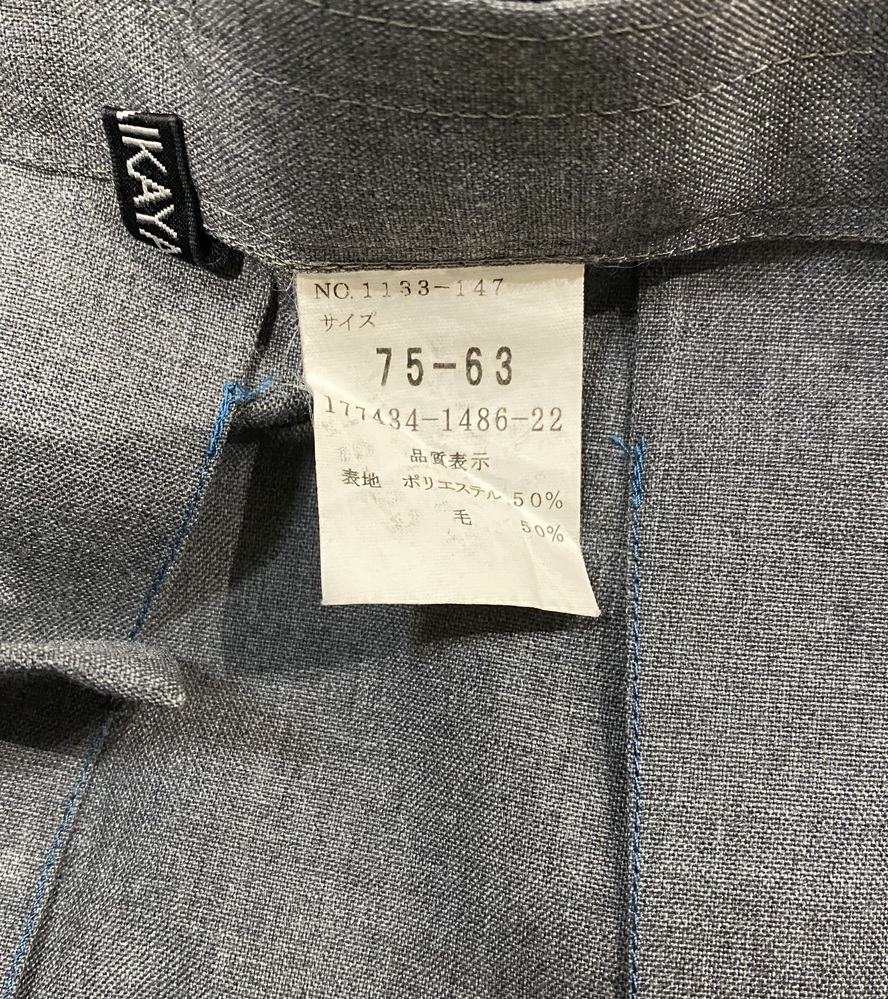 NO.1133-147
サイズ
75-63
177434-1486-22
品質表示
表地 ポリエステル 50%
毛 50%